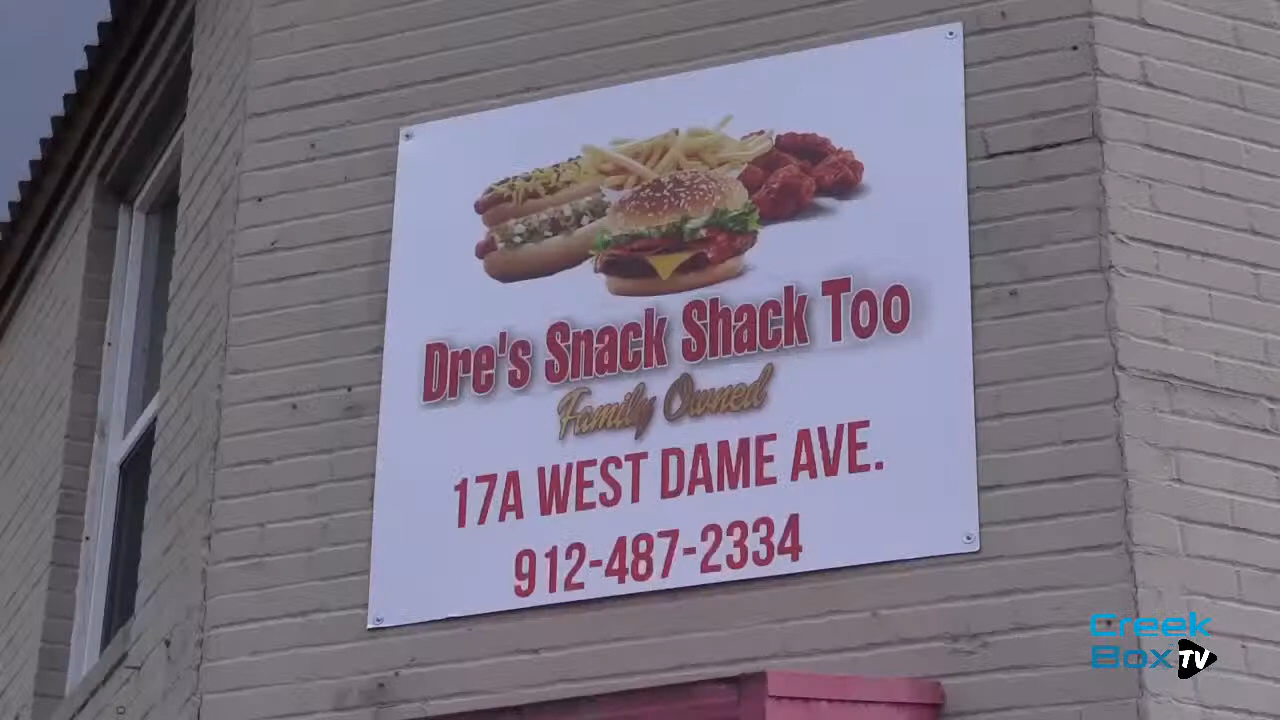 Dre's Snack Shack Too
Family Owned
17A WEST DAME AVE.
912-487-2334
Creek
Box TV